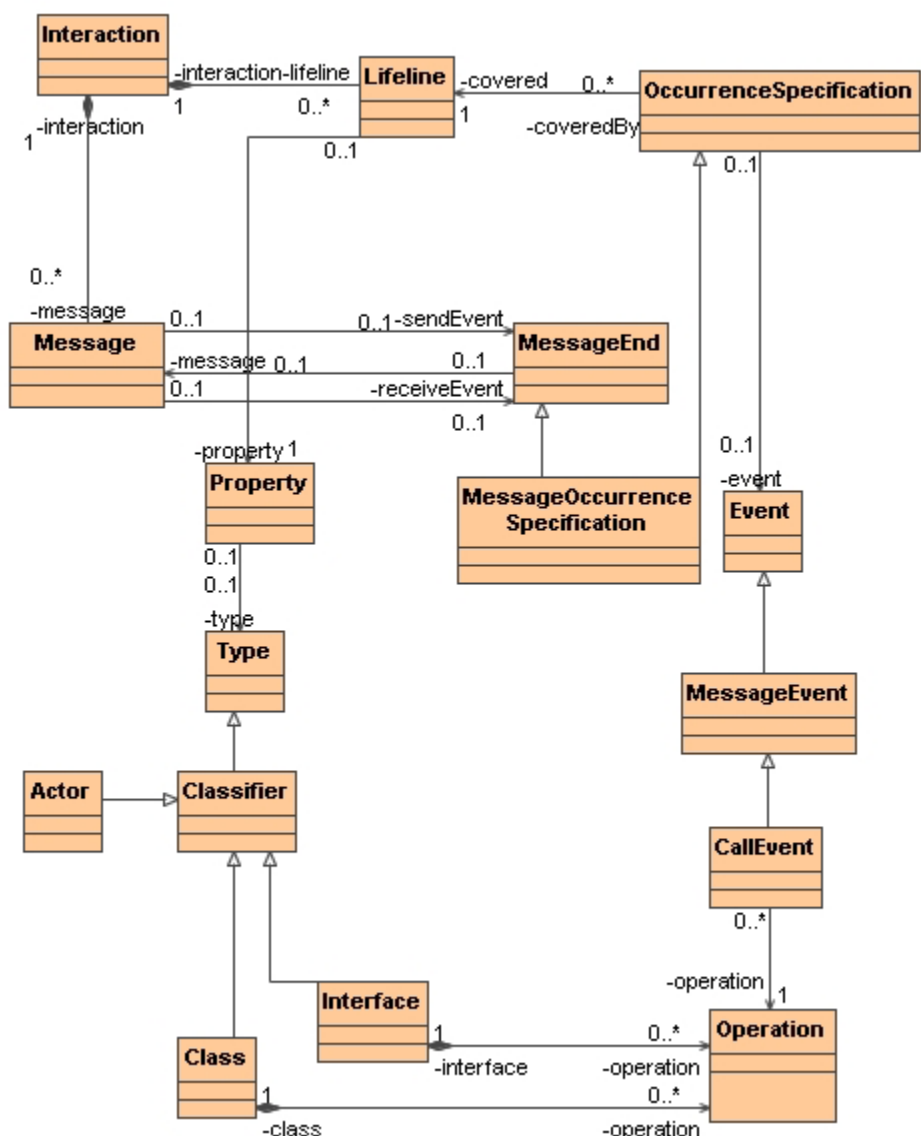 Interaction
-interaction-lifeline
1
0..*
Lifeline
-covered
0..*
1
-coveredBy
OccurrenceSpecification
-interaction
1
0..1
0..1
0..*
-message
Message
0..1
0..1
-sendEvent
MessageEnd
-message
0..1
0..1
0..1
-receiveEvent
0..1
0..1
-event
-property
1
Property
MessageOccurrence
Specification
Event
0..1
0..1
-type
Type
MessageEvent
Actor
Classifier
CallEvent
0..*
-operation
1
Interface
1
0..*
Operation
-interface
-operation
Class
1
0..*
-class
-operation